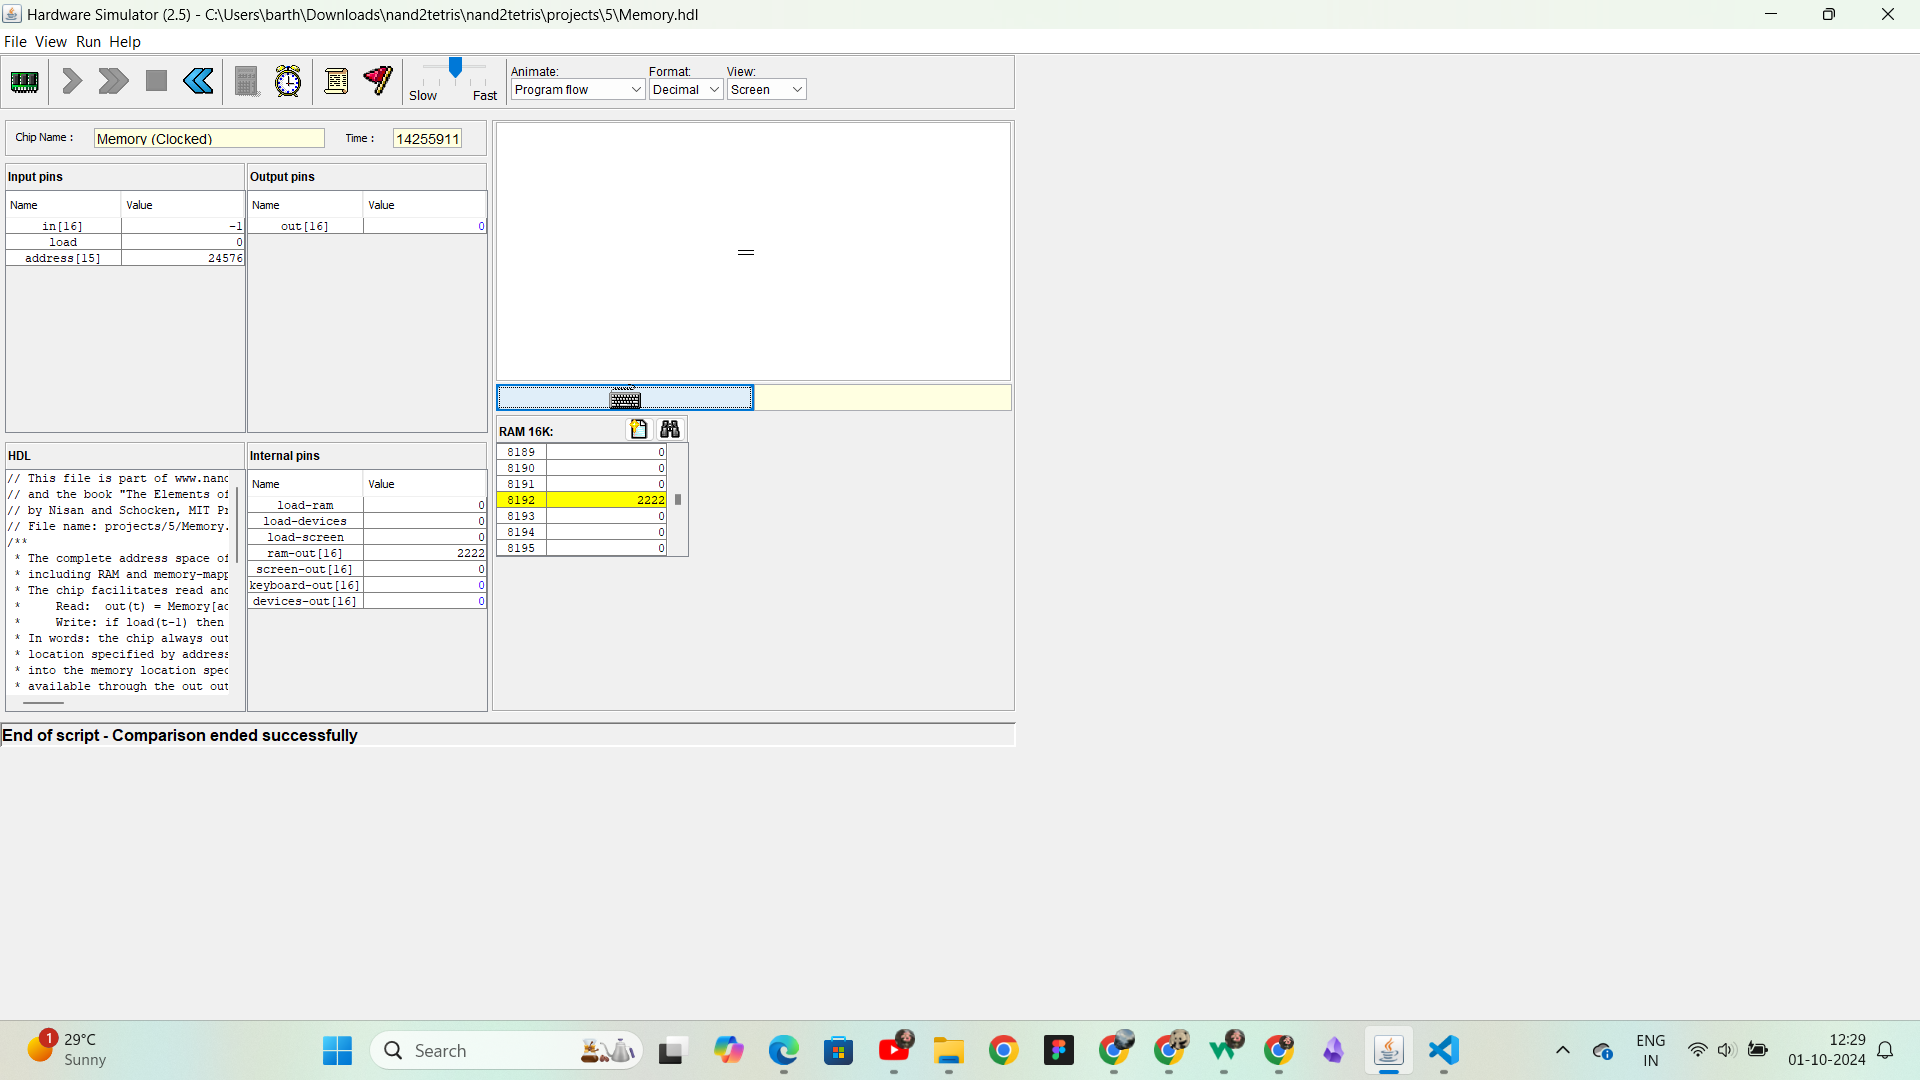 Hardware Simulator (2.5) - C:\Users\barth\Downloads\nand2tetris\nand2tetris\projects\5\Memory.hdl
File View Run Help
Animate: Format: View:
Slow Fast Program flow Decimal Screen
Chip Name : Memory (Clocked) Time : 14255911
Input pins
Name Value
in[16] -1
load 0
address[15] 24576
Output pins
Name Value
out[16] 0
HDL
// This file is part of www.nand
// and the book "The Elements of
// by Nisan and Schocken, MIT Pr
// File name: projects/5/Memory.
/**
* The complete address space of
* including RAM and memory-mapp
* The chip facilitates read and
* Read: out(t) = Memory[ad
* Write: if load(t-1) then
* In words: the chip always out
* location specified by address
* into the memory location spec
* available through the out out
Internal pins
Name Value
load-ram 0
load-devices 0
load-screen 0
ram-out[16] 2222
screen-out[16] 0
keyboard-out[16] 0
devices-out[16] 0
RAM 16K:
8189 0
8190 0
8191 0
8192 2222
8193 0
8194 0
8195 0
End of script - Comparison ended successfully
1
29°C
Sunny
Search
ENG
IN
12:29
01-10-2024